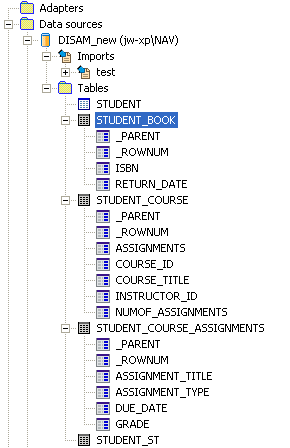 Adapters
Data sources
DISAM_new (jw-xp\NAV)
Imports
test
Tables
STUDENT
STUDENT_BOOK
_PARENT
_ROWNUM
ISBN
RETURN_DATE
STUDENT_COURSE
_PARENT
_ROWNUM
ASSIGNMENTS
COURSE_ID
COURSE_TITLE
INSTRUCTOR_ID
NUMOF_ASSIGNMENTS
STUDENT_COURSE_ASSIGNMENTS
_PARENT
_ROWNUM
ASSIGNMENT_TITLE
ASSIGNMENT_TYPE
DUE_DATE
GRADE
STUDENT_ST